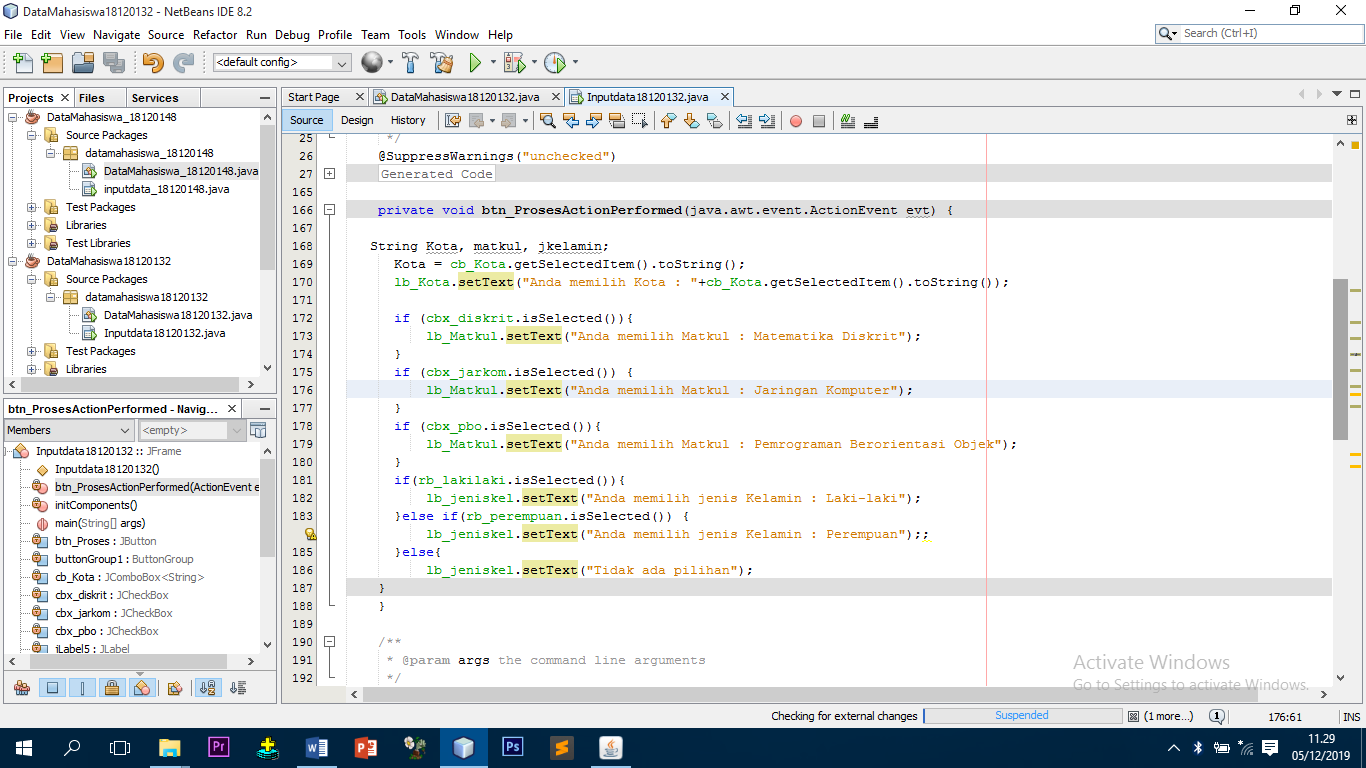 DataMahasiswa18120132 - NetBeans IDE 8.2
File Edit View Navigate Source Refactor Run Debug Profile Team Tools Window Help
Search (Ctrl+I)
<default config>
Projects Files Services
DataMahasiswa_18120148
Source Packages
datamahasiswa_18120148
DataMahasiswa_18120148.java
inputdata_18120148.java
Test Packages
Libraries
Test Libraries
DataMahasiswa18120132
Source Packages
datamahasiswa18120132
DataMahasiswa18120132.java
Inputdata18120132.java
Test Packages
Libraries
btn_ProsesActionPerformed - Navig...
Members <empty>
Inputdata18120132 :: JFrame
Inputdata18120132()
btn_ProsesActionPerformed(ActionEvent e
initComponents()
main(String[] args)
btn_Proses : JButton
buttonGroup1 : ButtonGroup
cb_Kota : JComboBox<String>
cbx_diskrit : JCheckBox
cbx_jarkom : JCheckBox
cbx_pbo : JCheckBox
jLabel5 : JLabel
Start Page DataMahasiswa18120132.java Inputdata18120132.java
Source Design History
25 */
26 @SuppressWarnings("unchecked")
27 Generated Code
165
166 private void btn_ProsesActionPerformed(java.awt.event.ActionEvent evt) {
167
168 String Kota, matkul, jkelamin;
169 Kota = cb_Kota.getSelectedItem().toString();
170 lb_Kota.setText("Anda memilih Kota : "+cb_Kota.getSelectedItem().toString());
171
172 if (cbx_diskrit.isSelected()){
173 lb_Matkul.setText("Anda memilih Matkul : Matematika Diskrit");
174 }
175 if (cbx_jarkom.isSelected()) {
176 lb_Matkul.setText("Anda memilih Matkul : Jaringan Komputer");
177 }
178 if (cbx_pbo.isSelected()){
179 lb_Matkul.setText("Anda memilih Matkul : Pemrograman Berorientasi Objek");
180 }
181 if(rb_lakilaki.isSelected()){
182 lb_jeniskel.setText("Anda memilih jenis Kelamin : Laki-laki");
183 }else if(rb_perempuan.isSelected()) {
lb_jeniskel.setText("Anda memilih jenis Kelamin : Perempuan");;
185 }else{
186 lb_jeniskel.setText("Tidak ada pilihan");
187 }
188 }
189
190 /**
191 * @param args the command line arguments
192 */
Activate Windows
Go to Settings to activate Windows.
Checking for external changes Suspended (1 more...) 1 176:61 INS
Pr Ps
11.29
05/12/2019